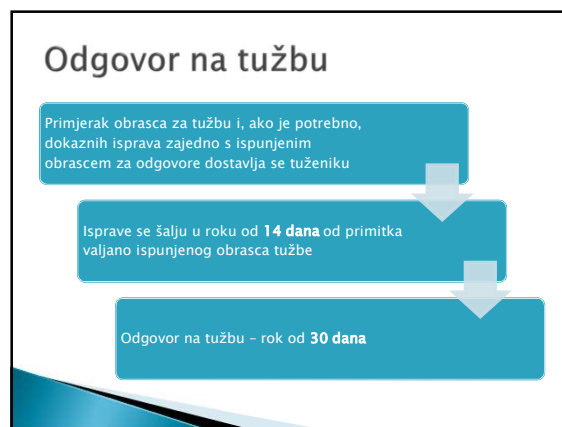 Odgovor na tužbu
Primjerak obrasca za tužbu i, ako je potrebno,
dokaznih isprava zajedno s ispunjenim
obrascem za odgovore dostavlja se tuženiku
Isprave se šalju u roku od 14 dana od primitka
valjano ispunjenog obrasca tužbe
Odgovor na tužbu – rok od 30 dana